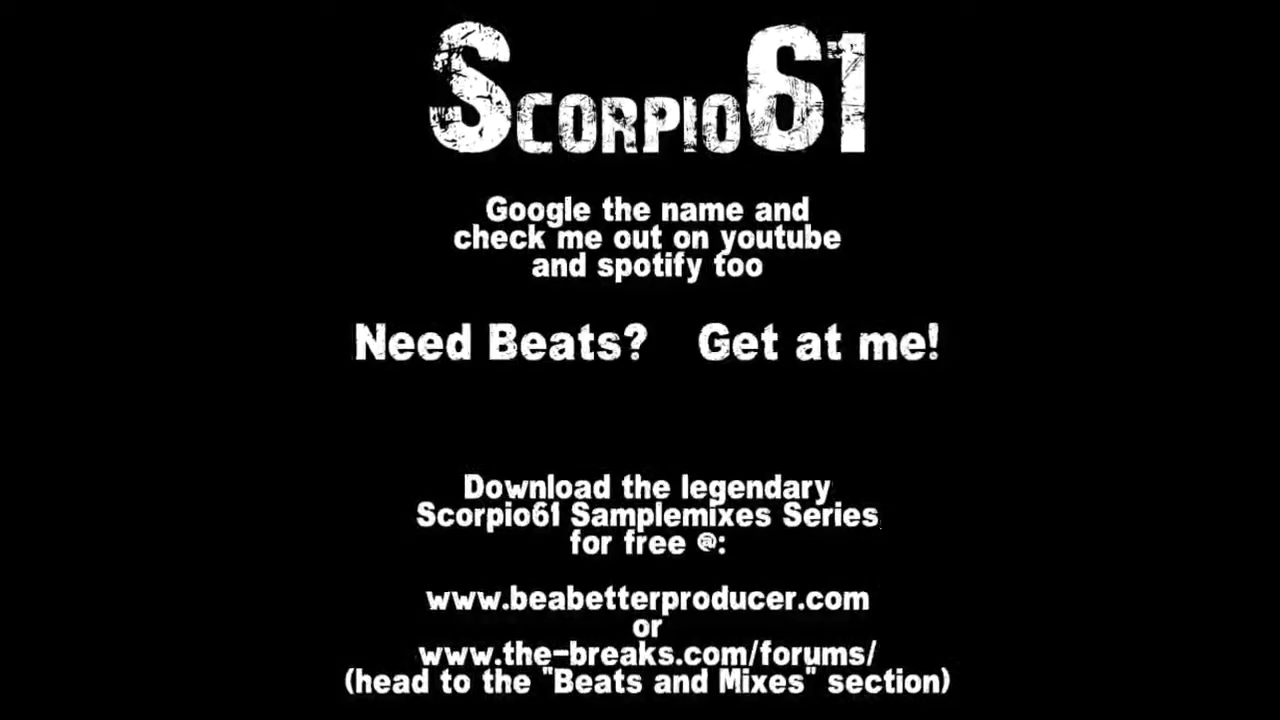 Scorpio61
Google the name and
check me out on youtube
and spotify too
Need Beats? Get at me!
Download the legendary
Scorpio61 Samplemixes Series
for free @:
www.beabetterproducer.com
or
www.the-breaks.com/forums/
(head to the "Beats and Mixes" section)